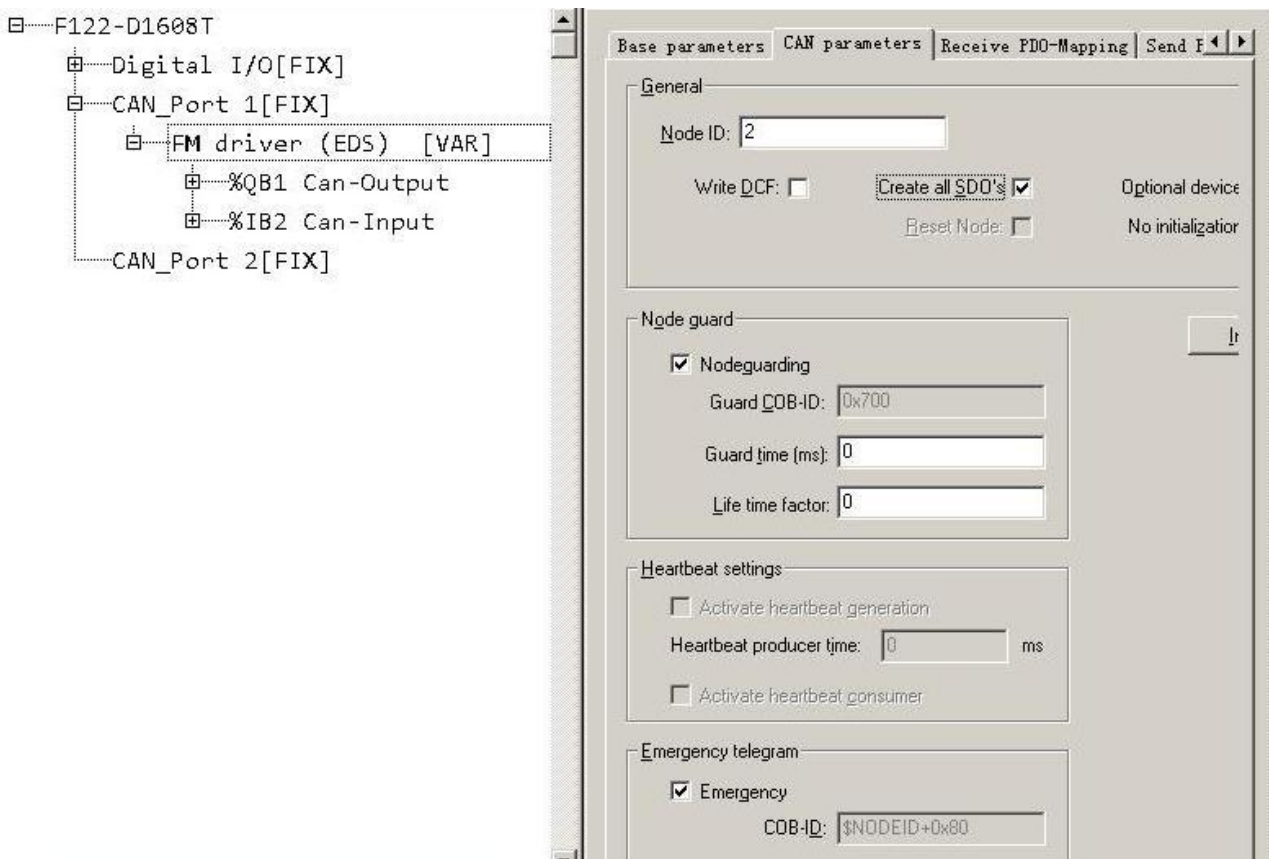 F122-D1608T
Digital I/O[FIX]
CAN_Port 1[FIX]
FM driver (EDS) [VAR]
%QB1 Can-Output
%IB2 Can-Input
CAN_Port 2[FIX]
Base parameters
CAN parameters
Receive PDO-Mapping
Send
General
Node ID: 2
Write DCF:
Create all SDO's
Optional device
Reset Node:
No initialization
Node guard
Nodeguarding
Guard COB-ID: 0x700
Guard time (ms): 0
Life time factor: 0
Heartbeat settings
Activate heartbeat generation
Heartbeat producer time: 0 ms
Activate heartbeat consumer
Emergency telegram
Emergency
COB-ID: $NODEID+0x80